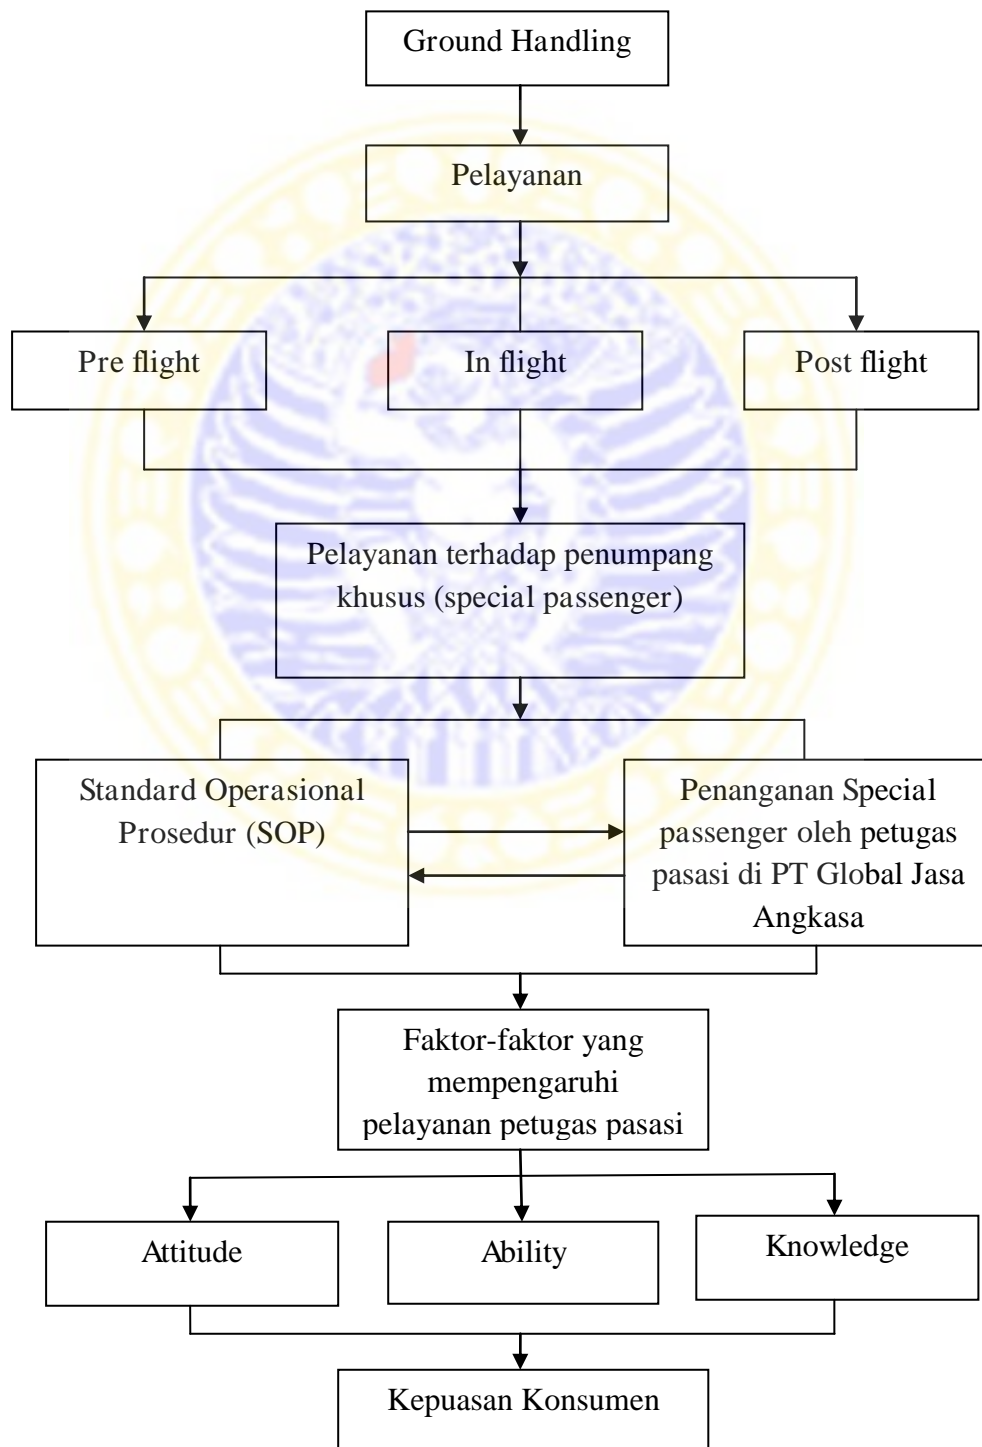 Ground Handling
Pelayanan
Pre flight
In flight
Post flight
Pelayanan terhadap penumpang
khusus (special passenger)
Standard Operasional
Prosedur (SOP)
Penanganan Special
passenger oleh petugas
pasasi di PT Global Jasa
Angkasa
Faktor-faktor yang
mempengaruhi
pelayanan petugas pasasi
Attitude
Ability
Knowledge
Kepuasan Konsumen